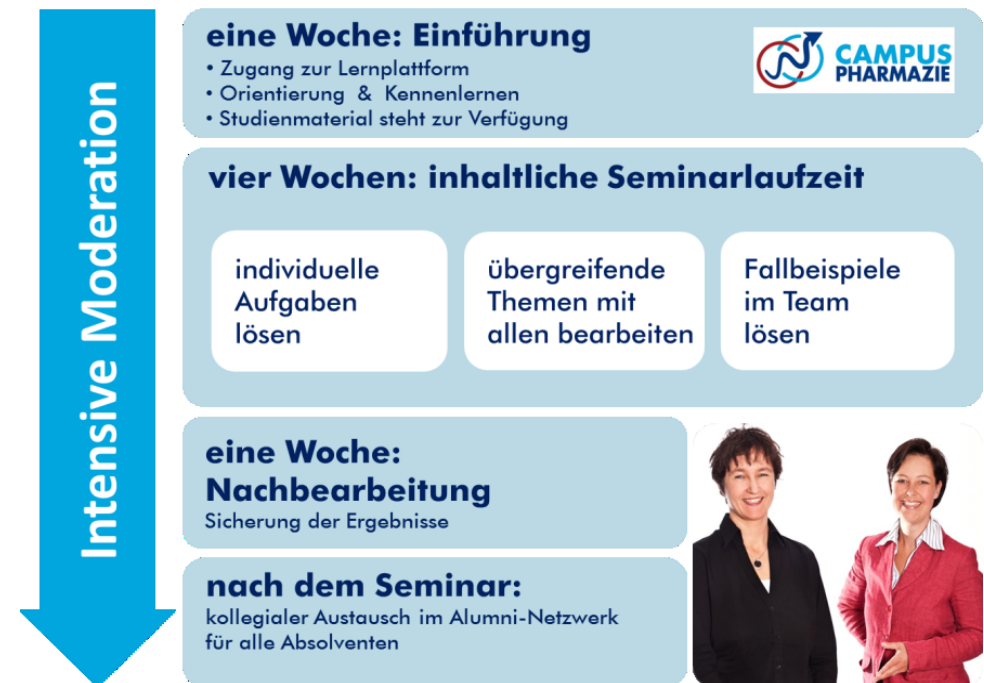 Intensive Moderation
eine Woche: Einführung
• Zugang zur Lernplattform
• Orientierung & Kennenlernen
• Studienmaterial steht zur Verfügung
CAMPUS
PHARMAZIE
vier Wochen: inhaltliche Seminarlaufzeit
individuelle
Aufgaben
lösen
übergreifende
Themen mit
allen bearbeiten
Fallbeispiele
im Team
lösen
eine Woche:
Nachbearbeitung
Sicherung der Ergebnisse
nach dem Seminar:
kollegialer Austausch im Alumni-Netzwerk
für alle Absolventen